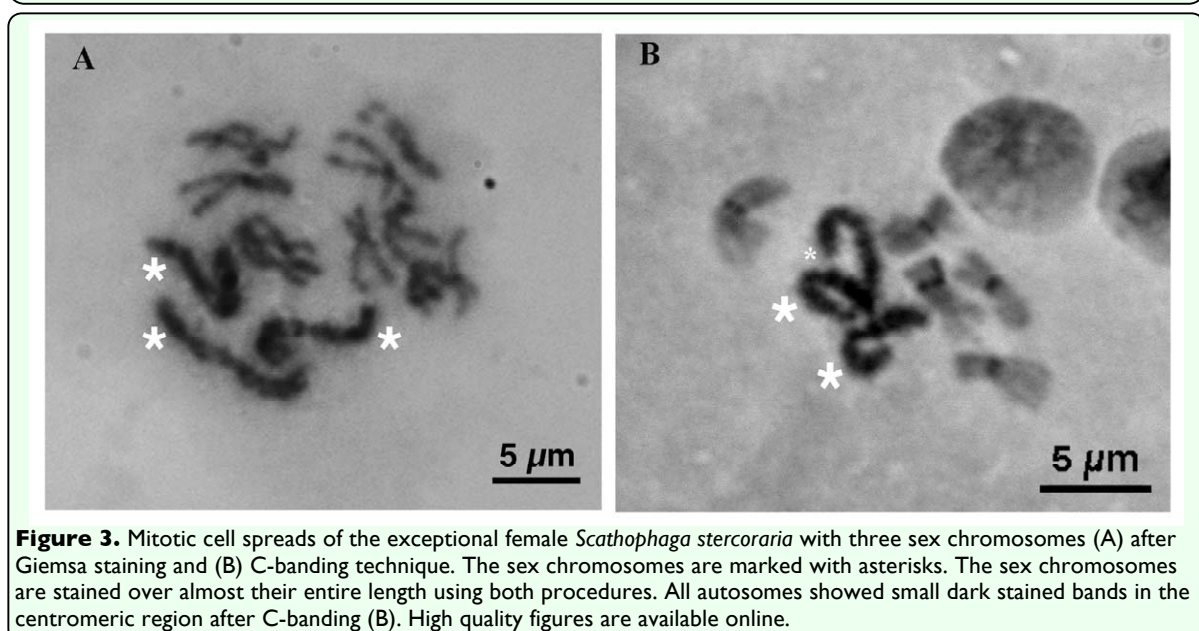 A
B
5 µm
5 µm
Figure 3. Mitotic cell spreads of the exceptional female Scathophaga stercoraria with three sex chromosomes (A) after
Giemsa staining and (B) C-banding technique. The sex chromosomes are marked with asterisks. The sex chromosomes
are stained over almost their entire length using both procedures. All autosomes showed small dark stained bands in the
centromeric region after C-banding (B). High quality figures are available online.